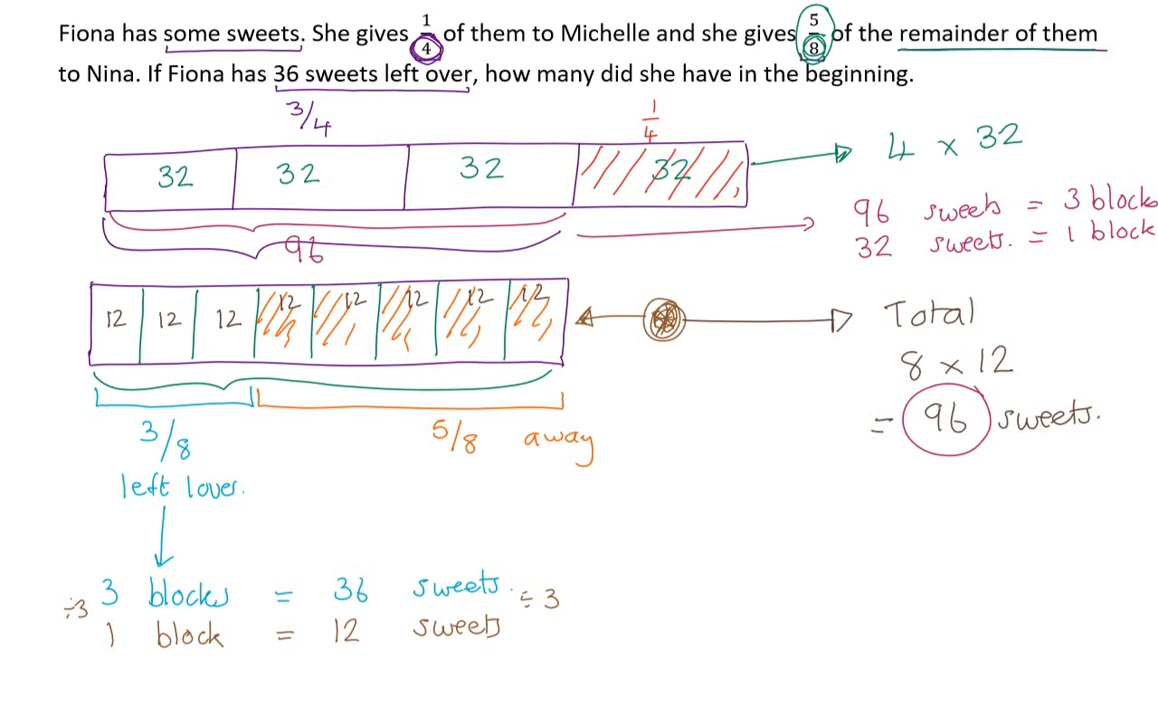 Fiona has some sweets. She gives 1/4 of them to Michelle and she gives 5/8 of the remainder of them
to Nina. If Fiona has 36 sweets left over, how many did she have in the beginning.
3/4
1/4
32 32 32 32
4 × 32
96 sweets = 3 blocks
32 sweets. = 1 block
96
12 12 12 12 12 12 12 12
Total
8 × 12
= 96 sweets.
3/8
5/8 away
left lover.
÷3 3 blocks = 36 sweets. ÷3
1 block = 12 sweets